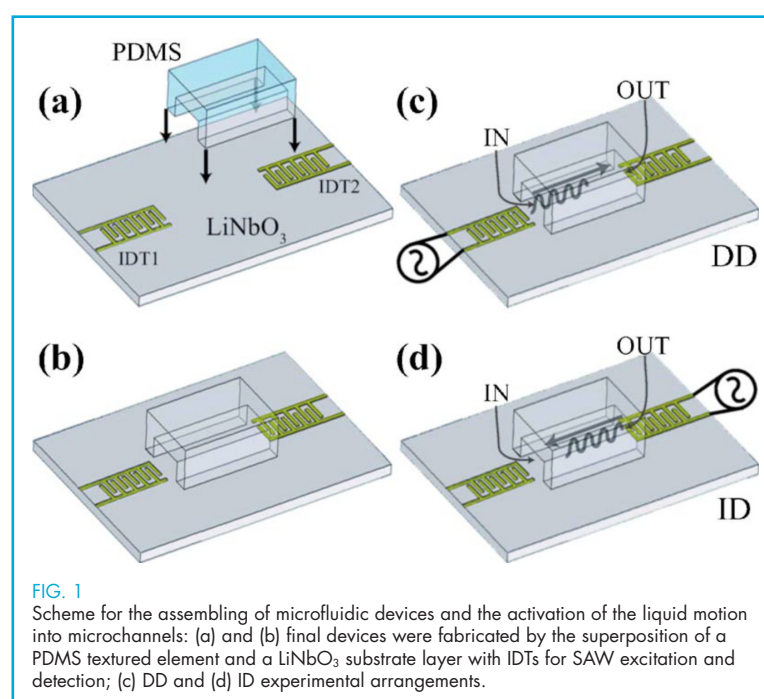 PDMS
(a)
IDT2
LiNbO₃
IDT1
(c)
OUT
IN
DD
(b)
(d)
OUT
IN
ID
FIG. 1
Scheme for the assembling of microfluidic devices and the activation of the liquid motion
into microchannels: (a) and (b) final devices were fabricated by the superposition of a
PDMS textured element and a LiNbO₃ substrate layer with IDTs for SAW excitation and
detection; (c) DD and (d) ID experimental arrangements.